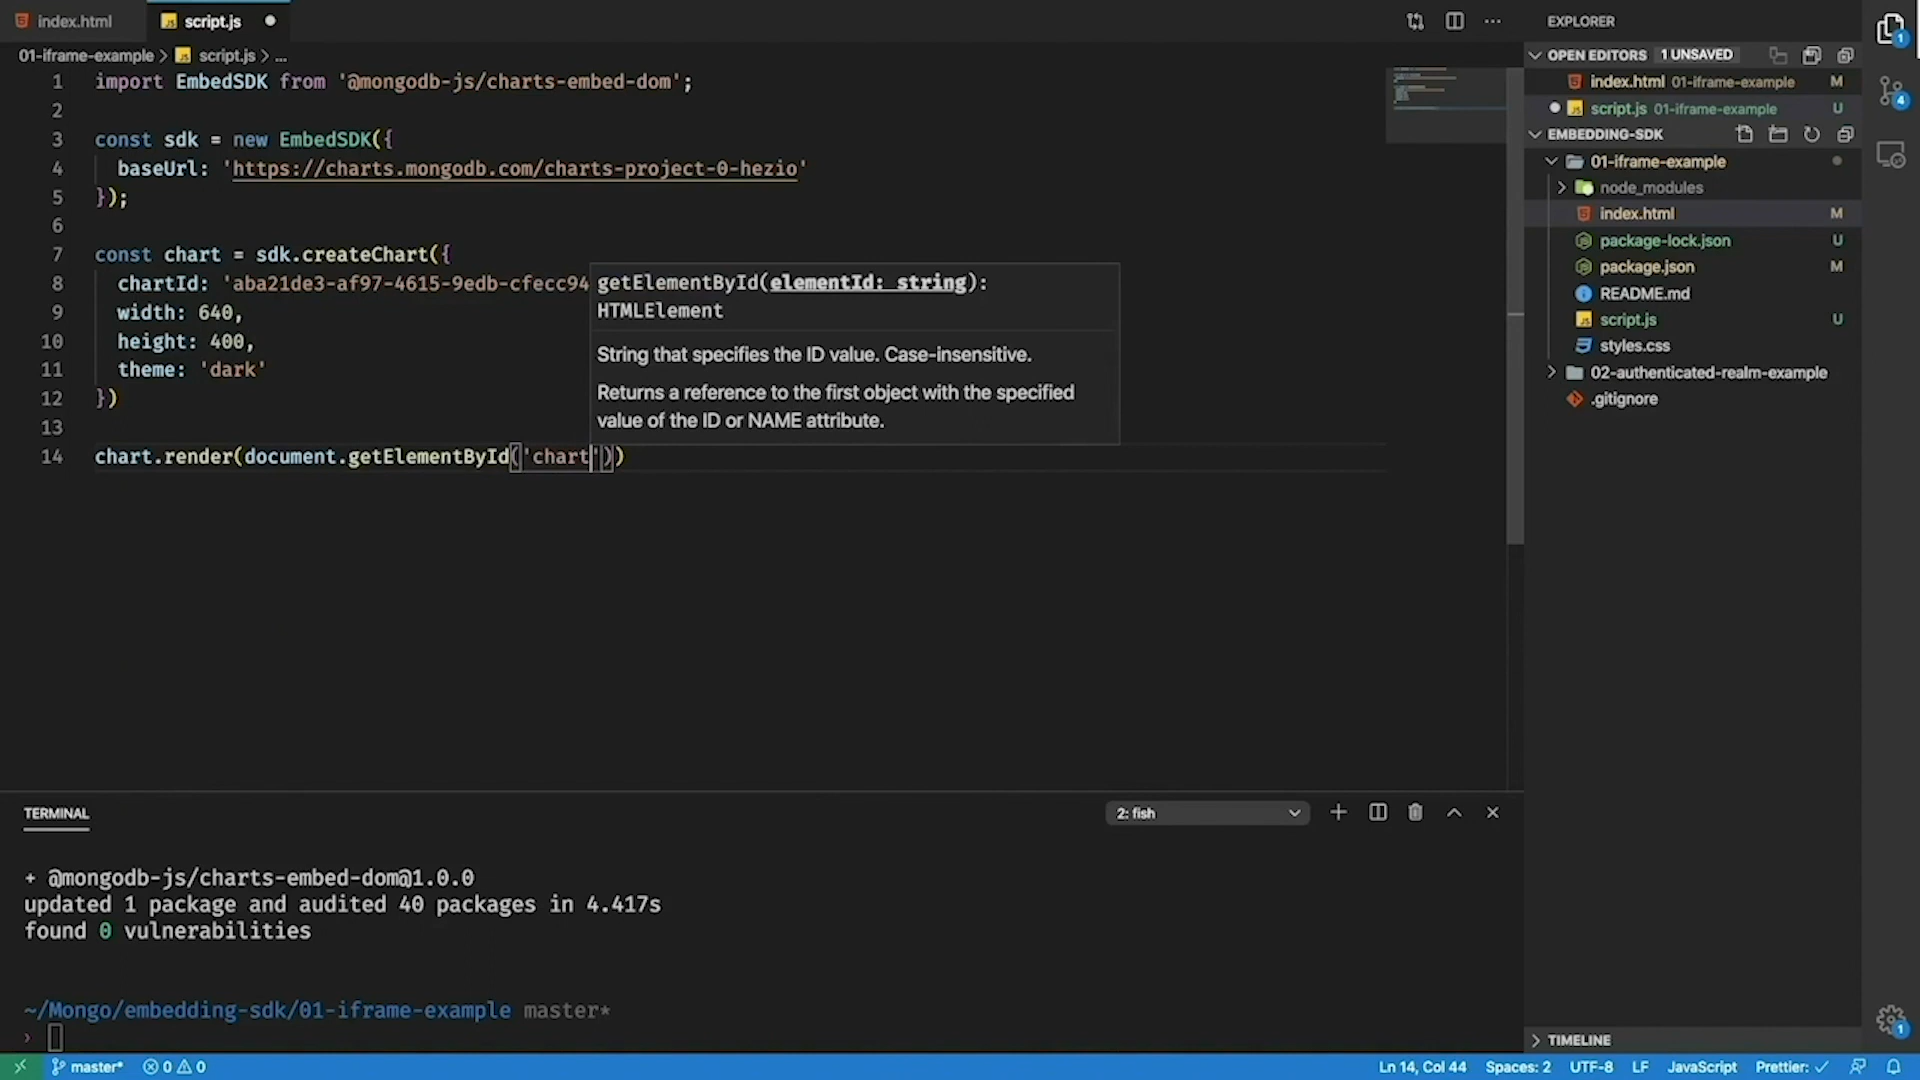 index.html
script.js
EXPLORER
01-iframe-example > script.js > ...
OPEN EDITORS 1 UNSAVED
index.html 01-iframe-example M
script.js 01-iframe-example U
EMBEDDING-SDK
01-iframe-example
node_modules
index.html M
package-lock.json U
package.json M
README.md
script.js U
styles.css
02-authenticated-realm-example
.gitignore
1
4
1 import EmbedSDK from '@mongodb-js/charts-embed-dom';
2
3 const sdk = new EmbedSDK({
4 baseUrl: 'https://charts.mongodb.com/charts-project-0-hezio'
5 });
6
7 const chart = sdk.createChart({
8 chartId: 'aba21de3-af97-4615-9edb-cfecc94
9 width: 640,
10 height: 400,
11 theme: 'dark'
12 })
13
14 chart.render(document.getElementById('chart'))
getElementById(elementId: string):
HTMLElement
String that specifies the ID value. Case-insensitive.
Returns a reference to the first object with the specified
value of the ID or NAME attribute.
TERMINAL
2: fish
+ @mongodb-js/charts-embed-dom@1.0.0
updated 1 package and audited 40 packages in 4.417s
found 0 vulnerabilities
~/Mongo/embedding-sdk/01-iframe-example master*
›
TIMELINE
1
master* 0 0
Ln 14, Col 44 Spaces: 2 UTF-8 LF JavaScript Prettier: ✓